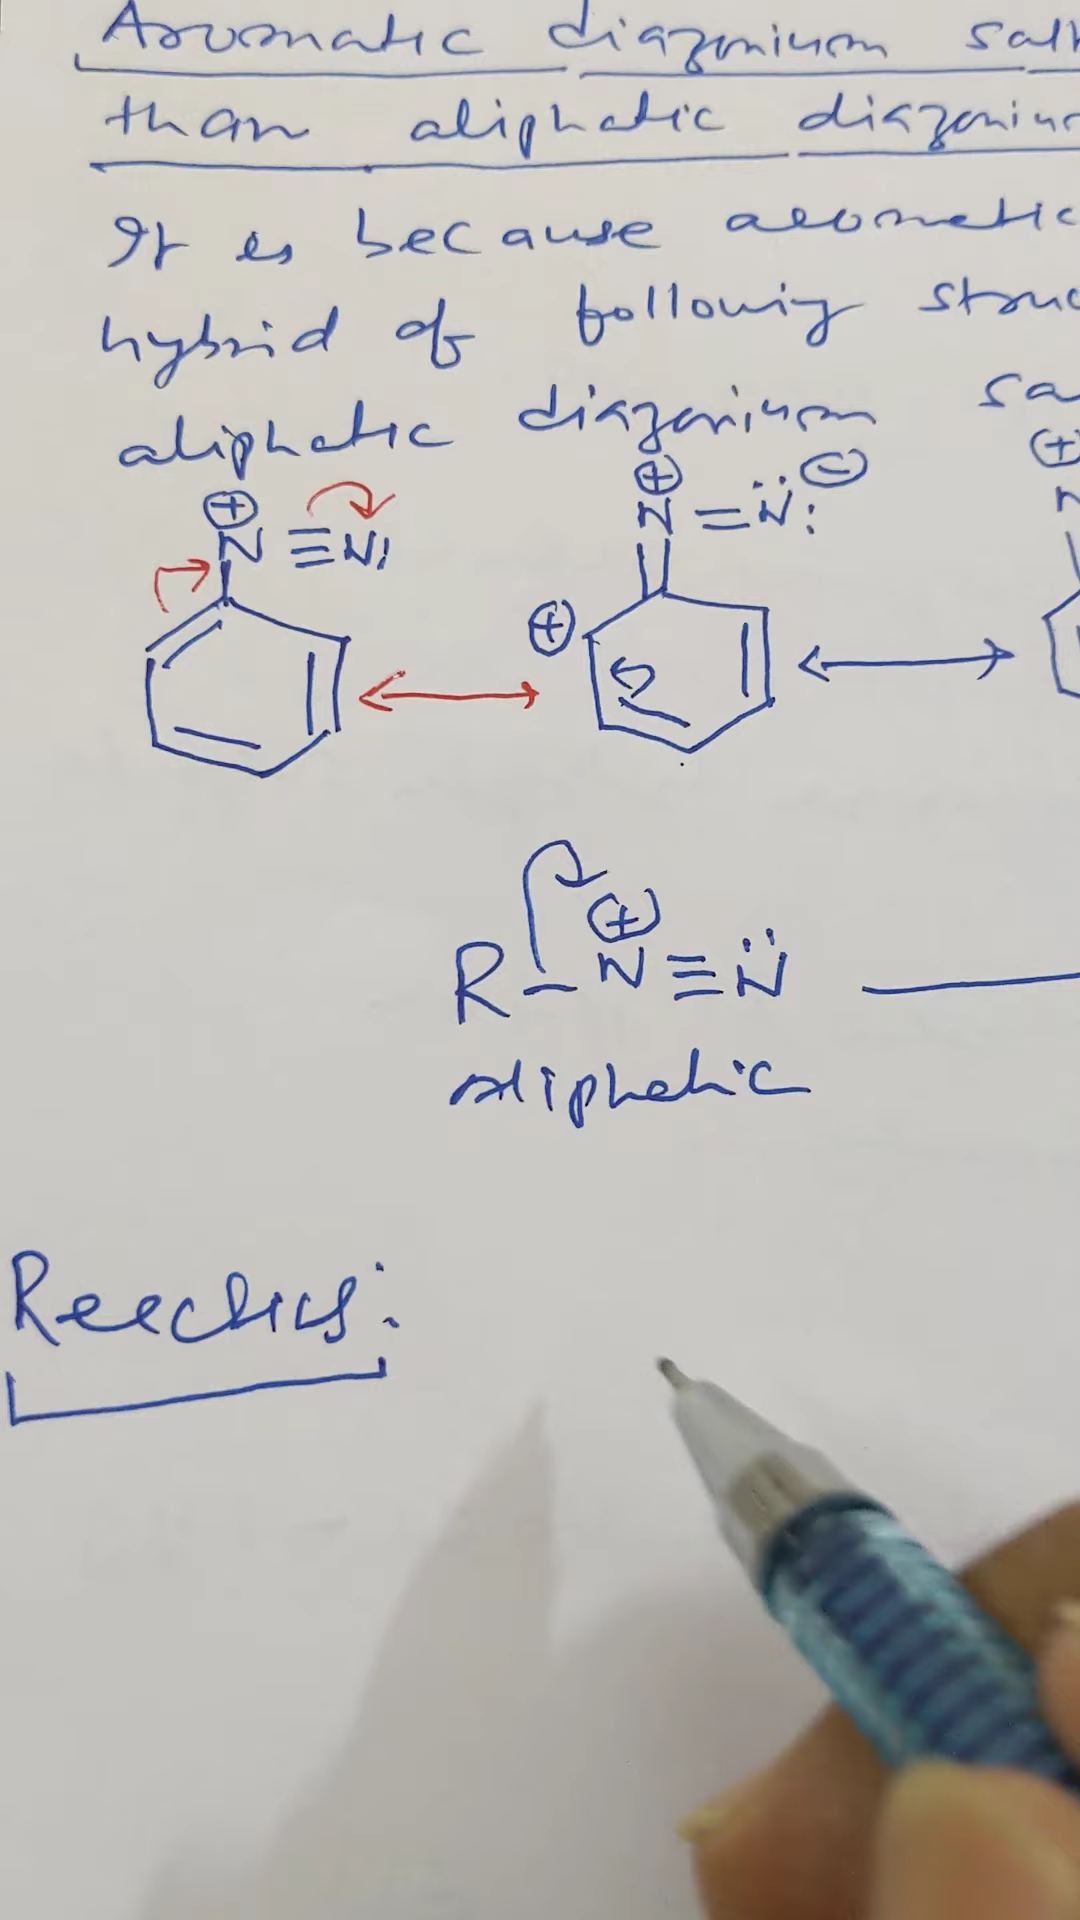 Aromatic diazonium salt
than aliphatic diazonium
It is because aromatic
hybrid of following struc
aliphatic diazonium sa
⊕ ⊕ ⊖ ⊕
N ≡ N: N = N̈: N
⊕
⊕
R - N ≡ N̈
aliphatic
Reactions: